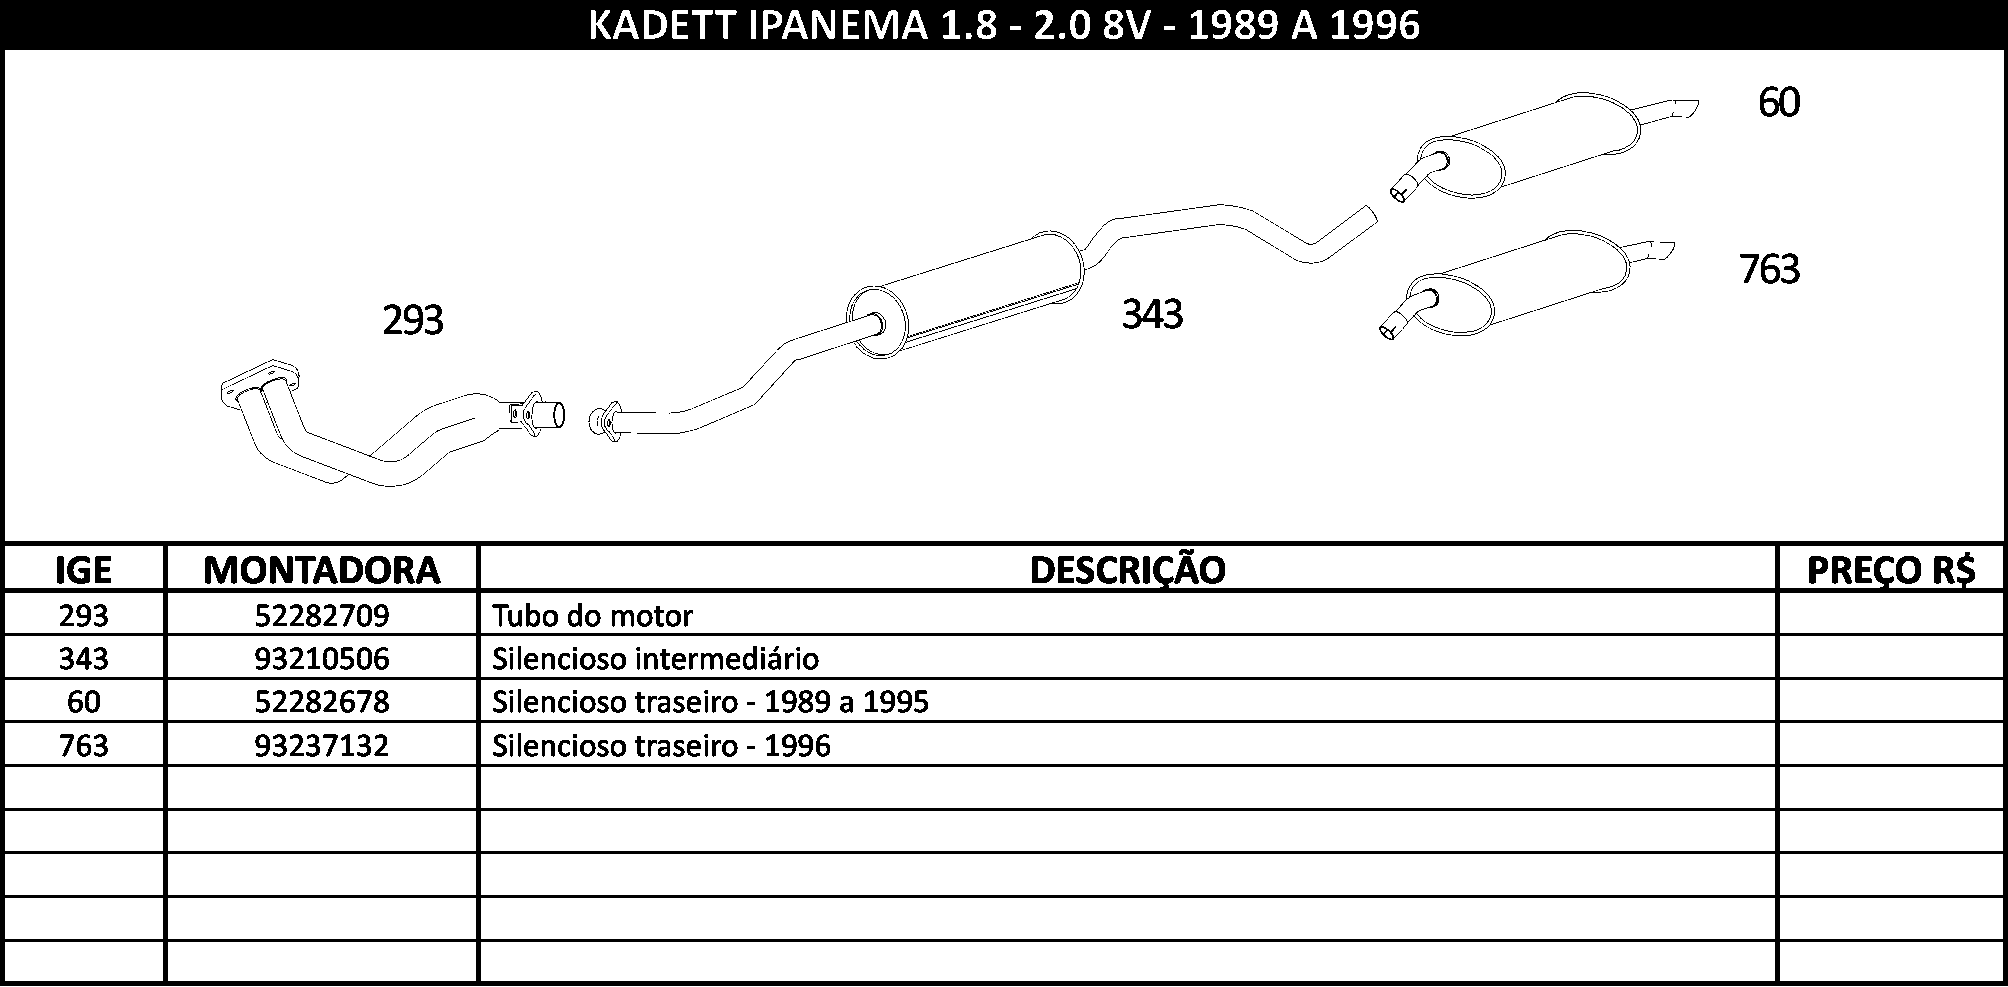 KADETT IPANEMA 1.8 - 2.0 8V - 1989 A 1996
60
763
293
343
IGE MONTADORA DESCRIÇÃO PREÇO R$
293 52282709 Tubo do motor
343 93210506 Silencioso intermediário
60 52282678 Silencioso traseiro - 1989 a 1995
763 93237132 Silencioso traseiro - 1996